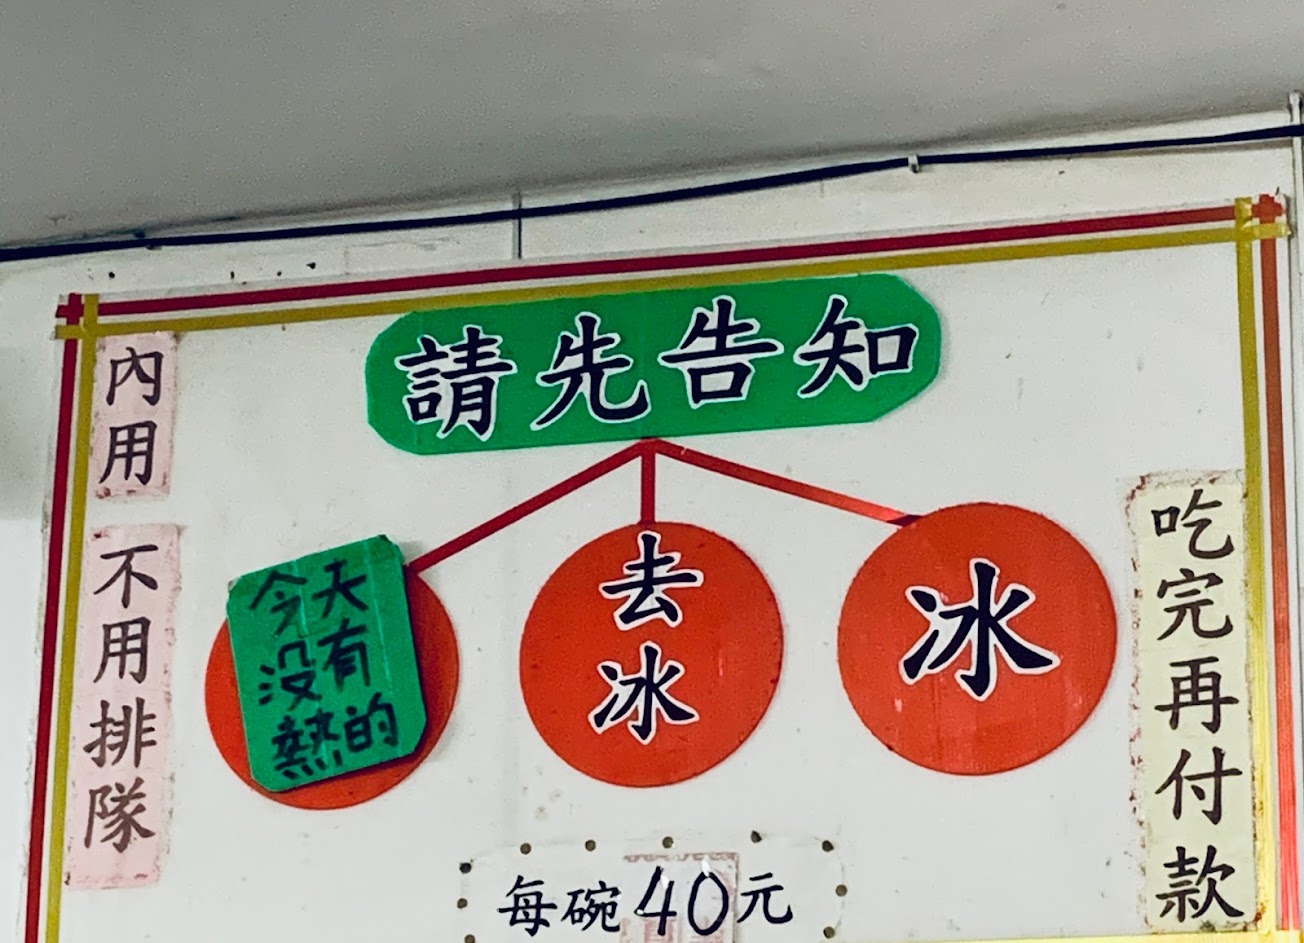 請先告知
內用
不用排隊
今天
沒有
熱的
去
冰
冰
吃完再付款
每碗40元